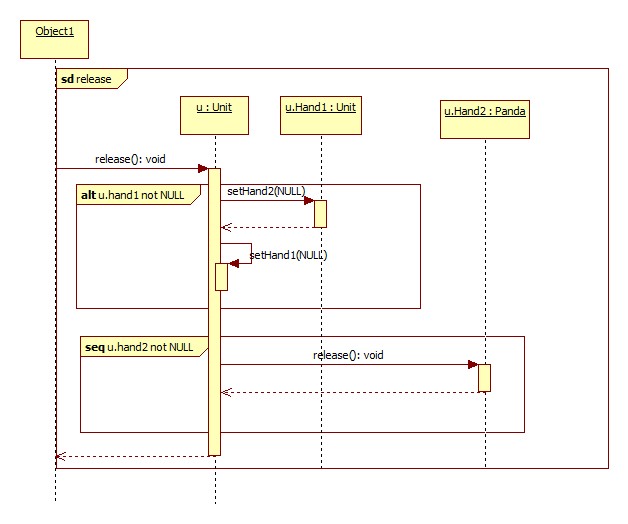 Object1
sd release
u : Unit
u.Hand1 : Unit
u.Hand2 : Panda
release(): void
alt u.hand1 not NULL
setHand2(NULL)
setHand1(NULL)
seq u.hand2 not NULL
release(): void